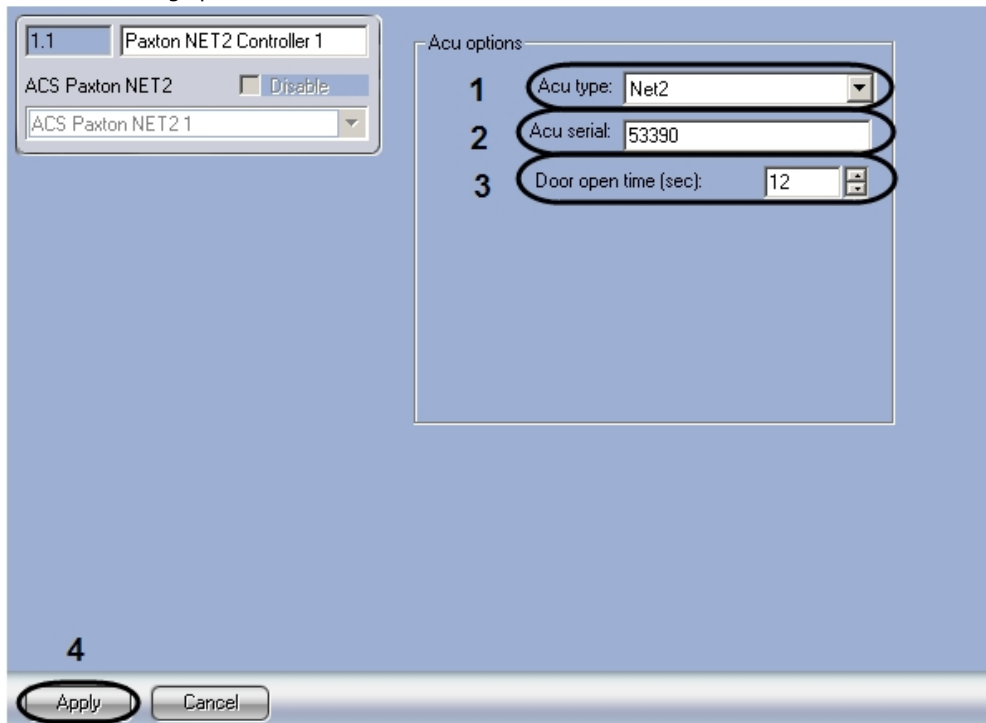 1.1 Paxton NET2 Controller 1
ACS Paxton NET2 Disable
ACS Paxton NET2 1
Acu options
1 Acu type: Net2
2 Acu serial: 53390
3 Door open time (sec): 12
4
Apply Cancel